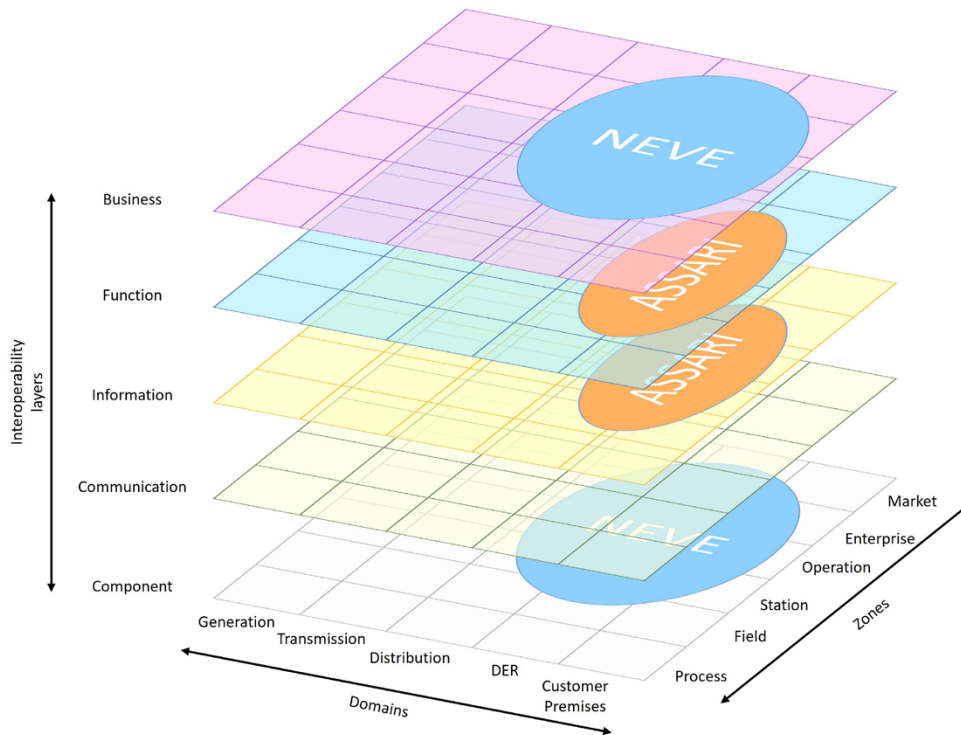 NEVE
Business
ASSARI
Function
ASSARI
Information
Interoperability
layers
Communication
NEVE
Component
Market
Enterprise
Operation
Station
Field
Process
Zones
Generation
Transmission
Distribution
DER
Customer
Premises
Domains